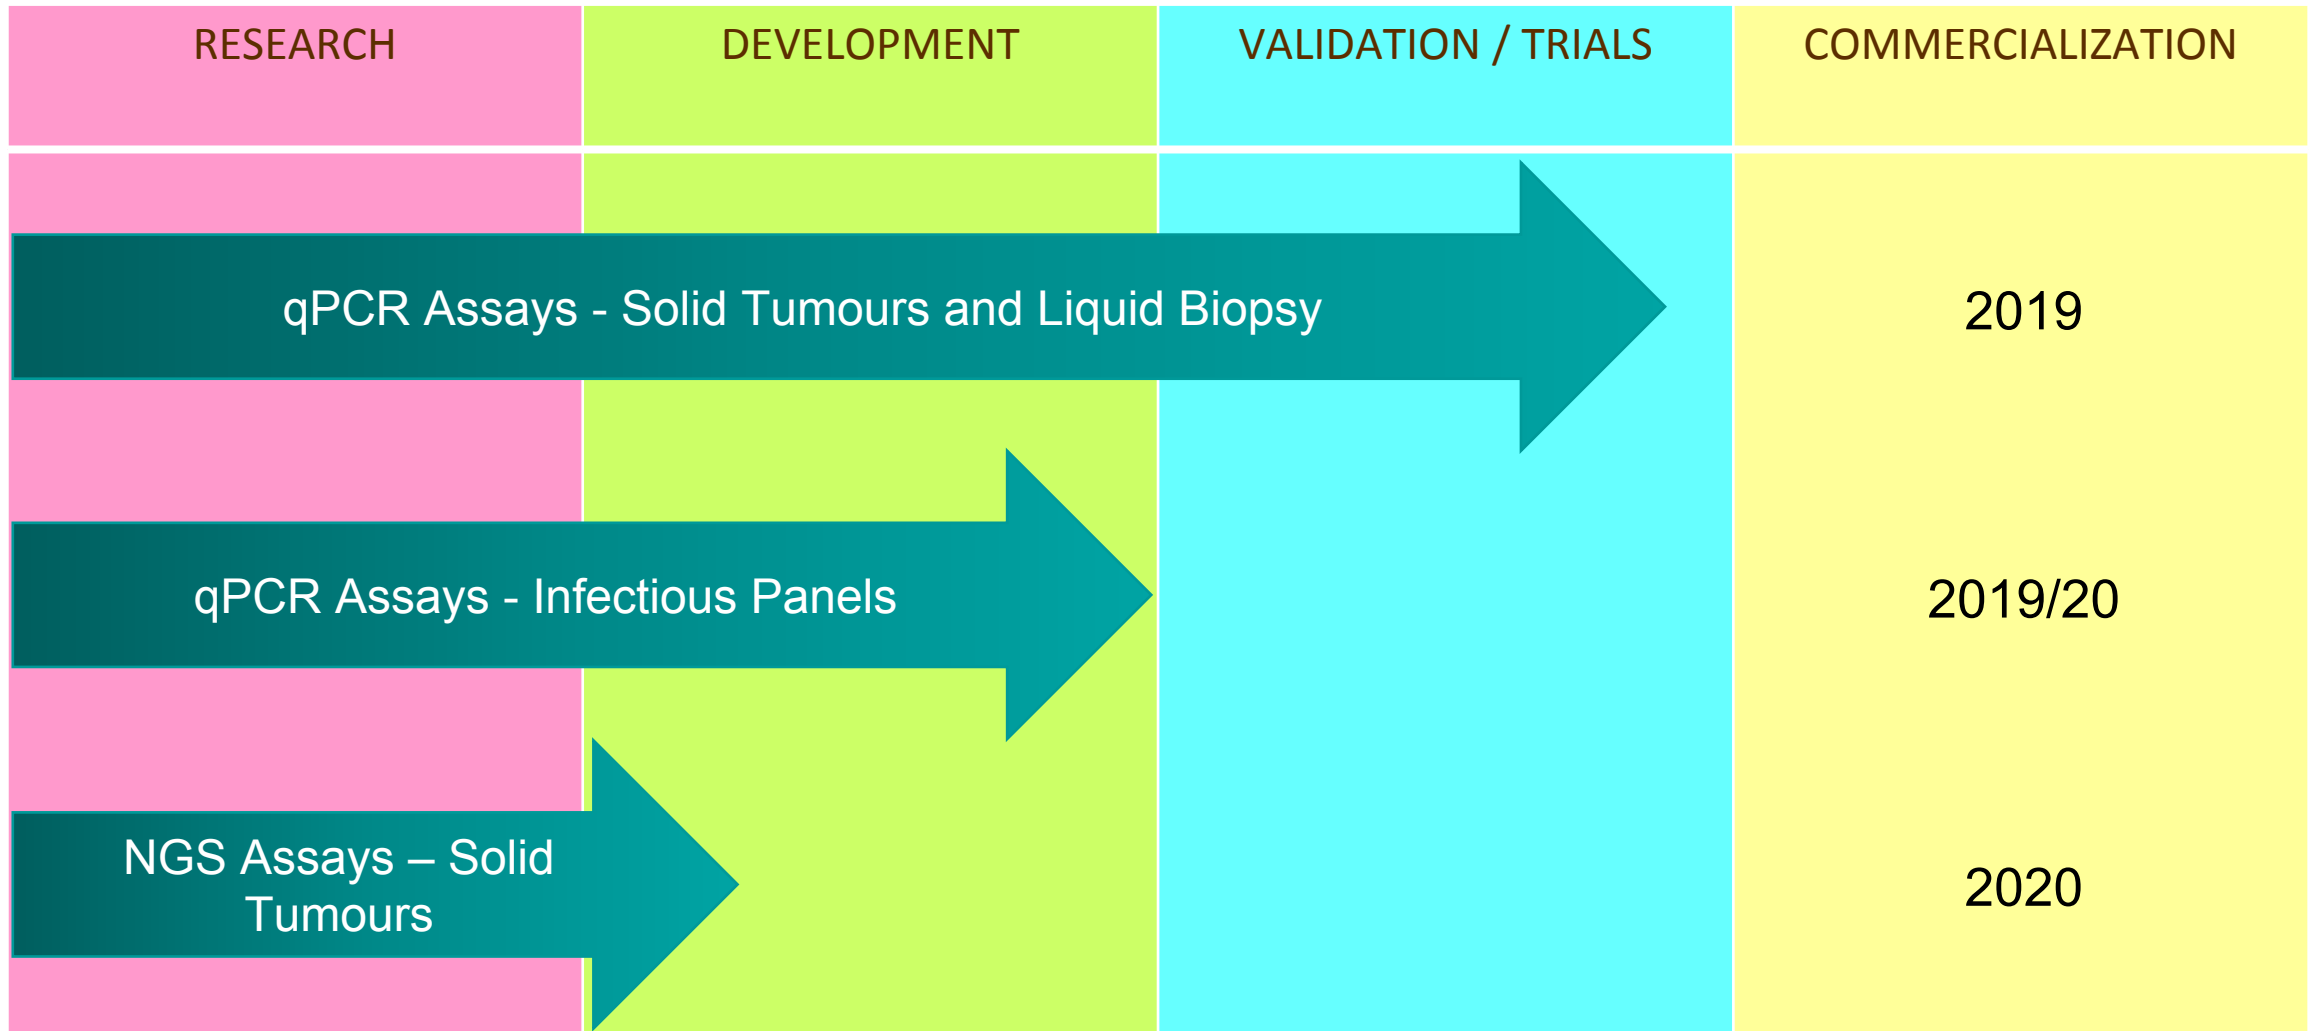 RESEARCH
DEVELOPMENT
VALIDATION / TRIALS
COMMERCIALIZATION
qPCR Assays - Solid Tumours and Liquid Biopsy
2019
qPCR Assays - Infectious Panels
2019/20
NGS Assays – Solid
Tumours
2020